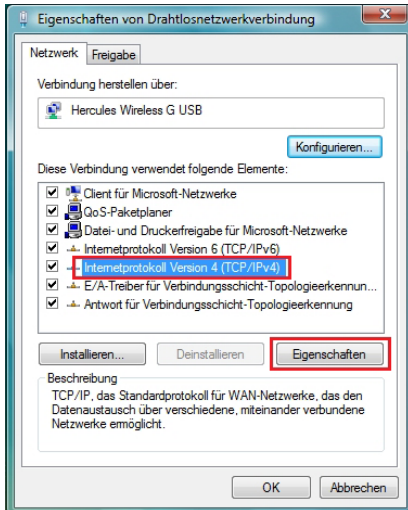 Eigenschaften von Drahtlosnetzwerkverbindung
Netzwerk Freigabe
Verbindung herstellen über:
Hercules Wireless G USB
Konfigurieren...
Diese Verbindung verwendet folgende Elemente:
Client für Microsoft-Netzwerke
QoS-Paketplaner
Datei- und Druckerfreigabe für Microsoft-Netzwerke
Internetprotokoll Version 6 (TCP/IPv6)
Internetprotokoll Version 4 (TCP/IPv4)
E/A-Treiber für Verbindungsschicht-Topologieerkennun...
Antwort für Verbindungsschicht-Topologieerkennung
Installieren... Deinstallieren Eigenschaften
Beschreibung
TCP/IP, das Standardprotokoll für WAN-Netzwerke, das den
Datenaustausch über verschiedene, miteinander verbundene
Netzwerke ermöglicht.
OK Abbrechen